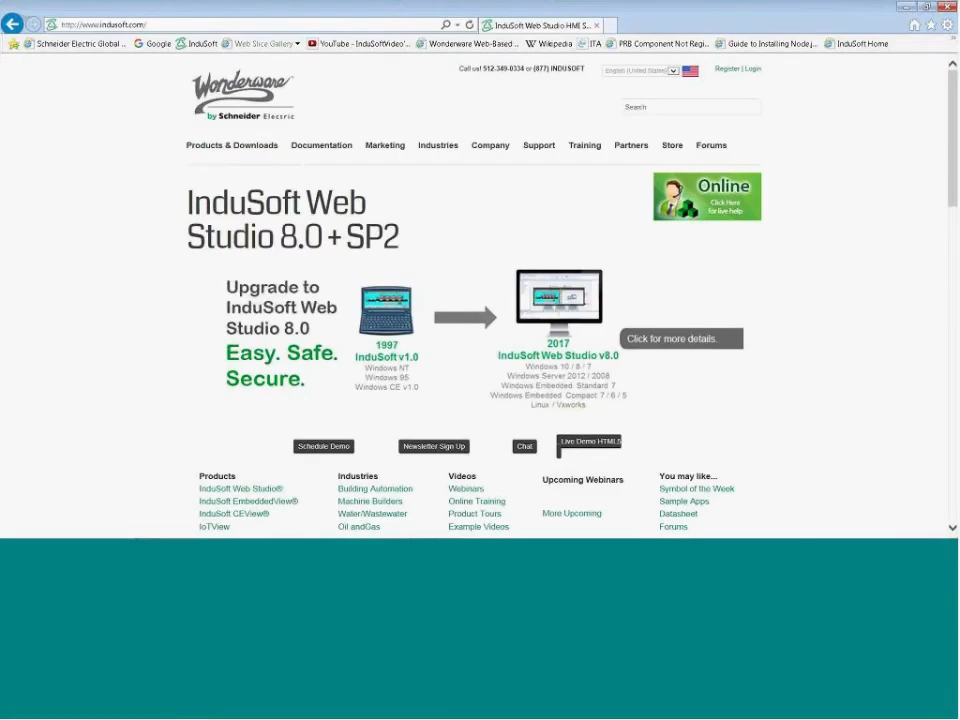 http://www.indusoft.com/
InduSoft Web Studio HMI S...
Schneider Electric Global ...
Google
InduSoft
Web Slice Gallery
YouTube - InduSoftVideo'...
Wonderware Web-Based ...
Wikipedia
ITA
PRB Component Not Regi...
Guide to Installing Node.j...
InduSoft Home
Call us! 512-349-0334 or (877) INDUSOFT
English (United States)
Register | Login
Wonderware
by Schneider Electric
Search
Products & Downloads Documentation Marketing Industries Company Support Training Partners Store Forums
InduSoft Web
Studio 8.0 + SP2
Online
Click Here
for live help
Upgrade to
InduSoft Web
Studio 8.0
Easy. Safe.
Secure.
1997
InduSoft v1.0
Windows NT
Windows 95
Windows CE v1.0
2017
InduSoft Web Studio v8.0
Windows 10 / 8 / 7
Windows Server 2012 / 2008
Windows Embedded Standard 7
Windows Embedded Compact 7 / 6 / 5
Linux / Vxworks
Click for more details.
Schedule Demo
Newsletter Sign Up
Chat
Live Demo HTML5
Products
InduSoft Web Studio®
InduSoft EmbeddedView®
InduSoft CEView®
IoTView
Industries
Building Automation
Machine Builders
Water/Wastewater
Oil andGas
Videos
Webinars
Online Training
Product Tours
Example Videos
Upcoming Webinars
More Upcoming
You may like...
Symbol of the Week
Sample Apps
Datasheet
Forums